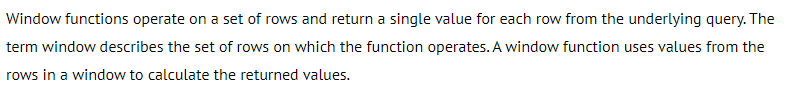 Window functions operate on a set of rows and return a single value for each row from the underlying query. The
term window describes the set of rows on which the function operates. A window function uses values from the
rows in a window to calculate the returned values.